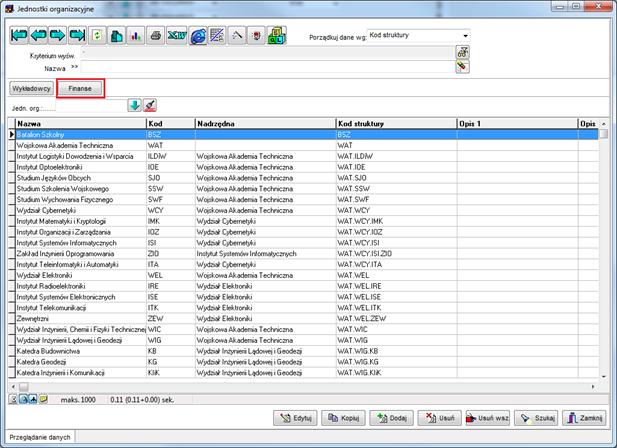 Jednostki organizacyjne
Porządkuj dane wg: Kod struktury
Kryterium wyśw.
Nazwa >>
Wykładowcy Finanse
Jedn. org.:
Nazwa Kod Nadrzędna Kod struktury Opis 1 Opis
Batalion Szkolny BSZ BSZ
Wojskowa Akademia Techniczna WAT WAT
Instytut Logistyki Dowodzenia i Wsparcia ILDiW Wojskowa Akademia Techniczna WAT.ILDiW
Instytut Optoelektroniki IOE Wojskowa Akademia Techniczna WAT.IOE
Studium Języków Obcych SJO Wojskowa Akademia Techniczna WAT.SJO
Studium Szkolenia Wojskowego SSW Wojskowa Akademia Techniczna WAT.SSW
Studium Wychowania Fizycznego SWF Wojskowa Akademia Techniczna WAT.SWF
Wydział Cybernetyki WCY Wojskowa Akademia Techniczna WAT.WCY
Instytut Matematyki i Kryptologii IMK Wydział Cybernetyki WAT.WCY.IMK
Instytut Organizacji i Zarządzania IOZ Wydział Cybernetyki WAT.WCY.IOZ
Instytut Systemów Informatycznych ISI Wydział Cybernetyki WAT.WCY.ISI
Zakład Inżynierii Oprogramowania ZIO Instytut Systemów Informatycznych WAT.WCY.ISI.ZIO
Instytut Teleinformatyki i Automatyki ITA Wydział Cybernetyki WAT.WCY.ITA
Wydział Elektroniki WEL Wojskowa Akademia Techniczna WAT.WEL
Instytut Radioelektroniki IRE Wydział Elektroniki WAT.WEL.IRE
Instytut Systemów Elektronicznych ISE Wydział Elektroniki WAT.WEL.ISE
Instytut Telekomunikacji ITK Wydział Elektroniki WAT.WEL.ITK
Zewnętrzni ZEW Wydział Elektroniki WAT.WEL.ZEW
Wydział Inżynierii, Chemii i Fizyki Technicznej WIC Wojskowa Akademia Techniczna WAT.WIC
Wydział Inżynierii Lądowej i Geodezji WIG Wojskowa Akademia Techniczna WAT.WIG
Katedra Budownictwa KB Wydział Inżynierii Lądowej i Geodezji WAT.WIG.KB
Katedra Geodezji KG Wydział Inżynierii Lądowej i Geodezji WAT.WIG.KG
Katedra Inżynierii i Komunikacji KIiK Wydział Inżynierii Lądowej i Geodezji WAT.WIG.KIiK
maks. 1000 0.11 (0.11+0.00) sek.
Edytuj Kopiuj Dodaj Usuń Usuń wsz Szukaj Zamknij
Przeglądanie danych